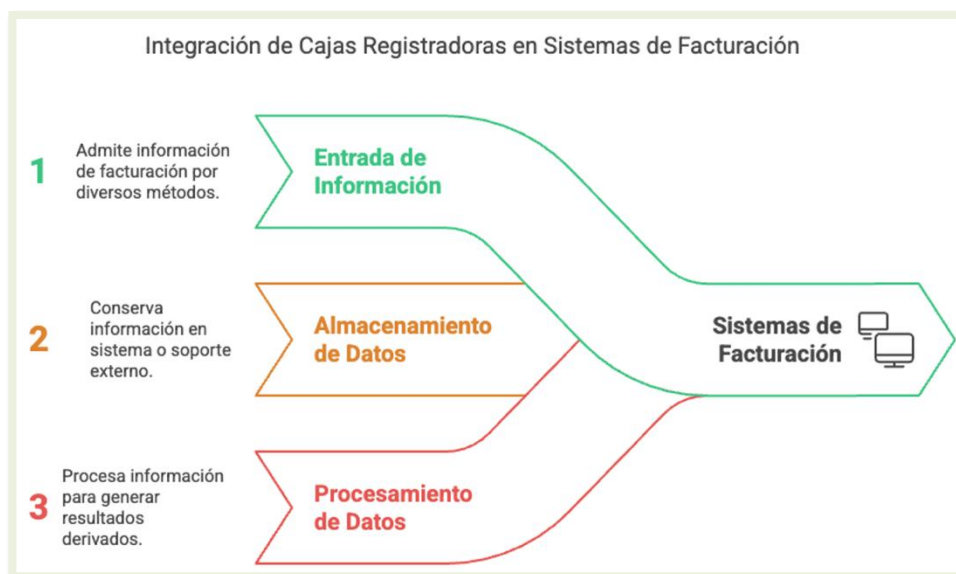 Integración de Cajas Registradoras en Sistemas de Facturación
1
Admite información
de facturación por
diversos métodos.
Entrada de
Información
2
Conserva
información en
sistema o soporte
externo.
Almacenamiento
de Datos
Sistemas de
Facturación
3
Procesa información
para generar
resultados
derivados.
Procesamiento
de Datos